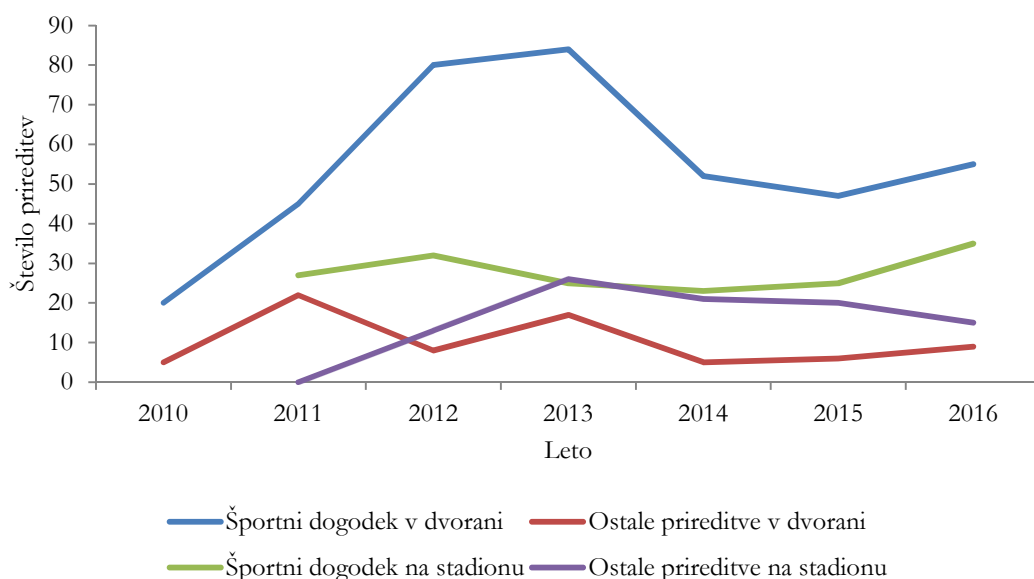 90
80
70
60
50
40
30
20
10
0
Število prireditev
2010 2011 2012 2013 2014 2015 2016
Leto
Športni dogodek v dvorani Ostale prireditve v dvorani
Športni dogodek na stadionu Ostale prireditve na stadionu